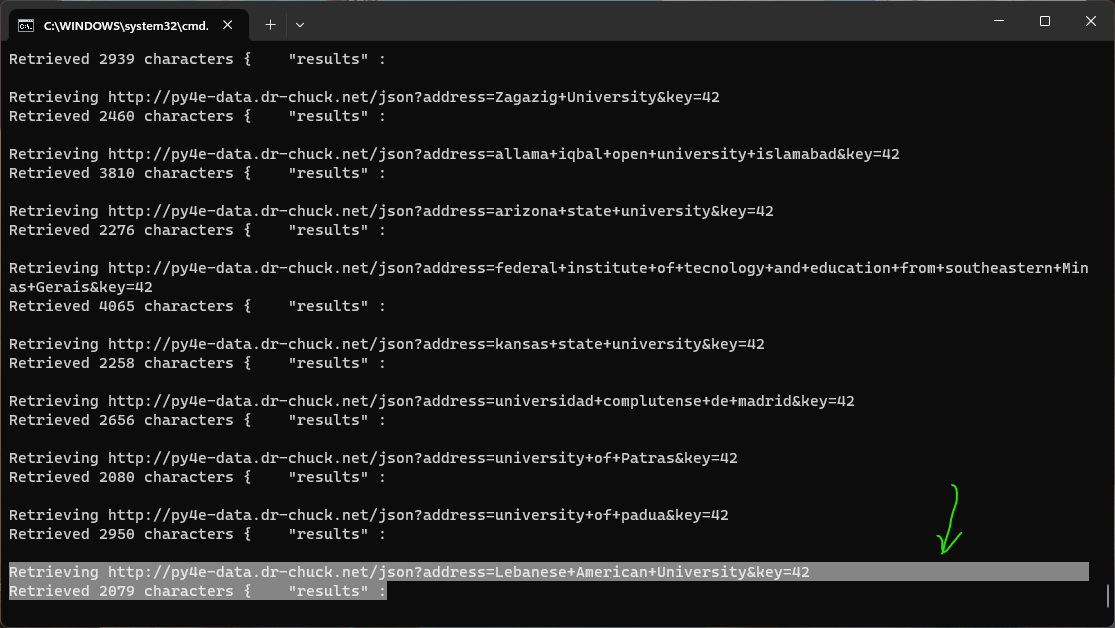 C:\WINDOWS\system32\cmd.
Retrieved 2939 characters {    "results" :
Retrieving http://py4e-data.dr-chuck.net/json?address=Zagazig+University&key=42
Retrieved 2460 characters {    "results" :
Retrieving http://py4e-data.dr-chuck.net/json?address=allama+iqbal+open+university+islamabad&key=42
Retrieved 3810 characters {    "results" :
Retrieving http://py4e-data.dr-chuck.net/json?address=arizona+state+university&key=42
Retrieved 2276 characters {    "results" :
Retrieving http://py4e-data.dr-chuck.net/json?address=federal+institute+of+tecnology+and+education+from+southeastern+Min
as+Gerais&key=42
Retrieved 4065 characters {    "results" :
Retrieving http://py4e-data.dr-chuck.net/json?address=kansas+state+university&key=42
Retrieved 2258 characters {    "results" :
Retrieving http://py4e-data.dr-chuck.net/json?address=universidad+complutense+de+madrid&key=42
Retrieved 2656 characters {    "results" :
Retrieving http://py4e-data.dr-chuck.net/json?address=university+of+Patras&key=42
Retrieved 2080 characters {    "results" :
Retrieving http://py4e-data.dr-chuck.net/json?address=university+of+padua&key=42
Retrieved 2950 characters {    "results" :
Retrieving http://py4e-data.dr-chuck.net/json?address=Lebanese+American+University&key=42
Retrieved 2079 characters {    "results" :